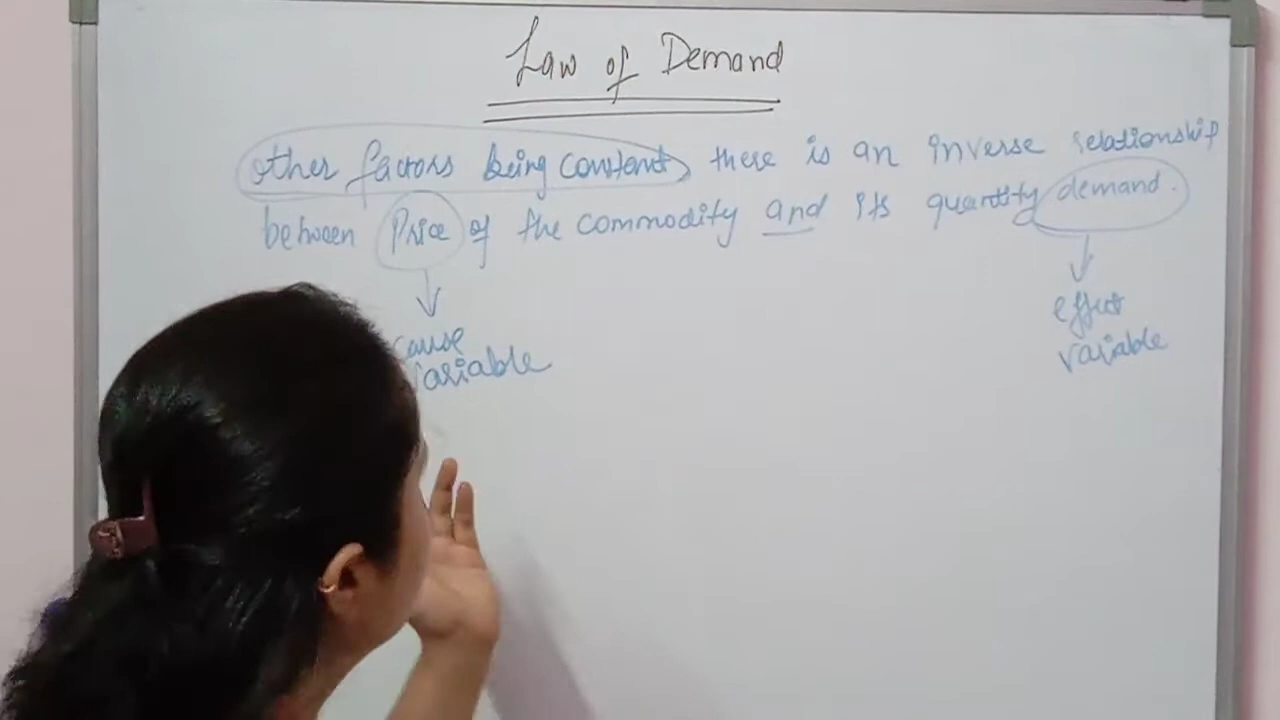 Law of Demand
other factors being constant there is an inverse relationship
between Price of the commodity and its quantity demand.
cause
variable
effect
variable